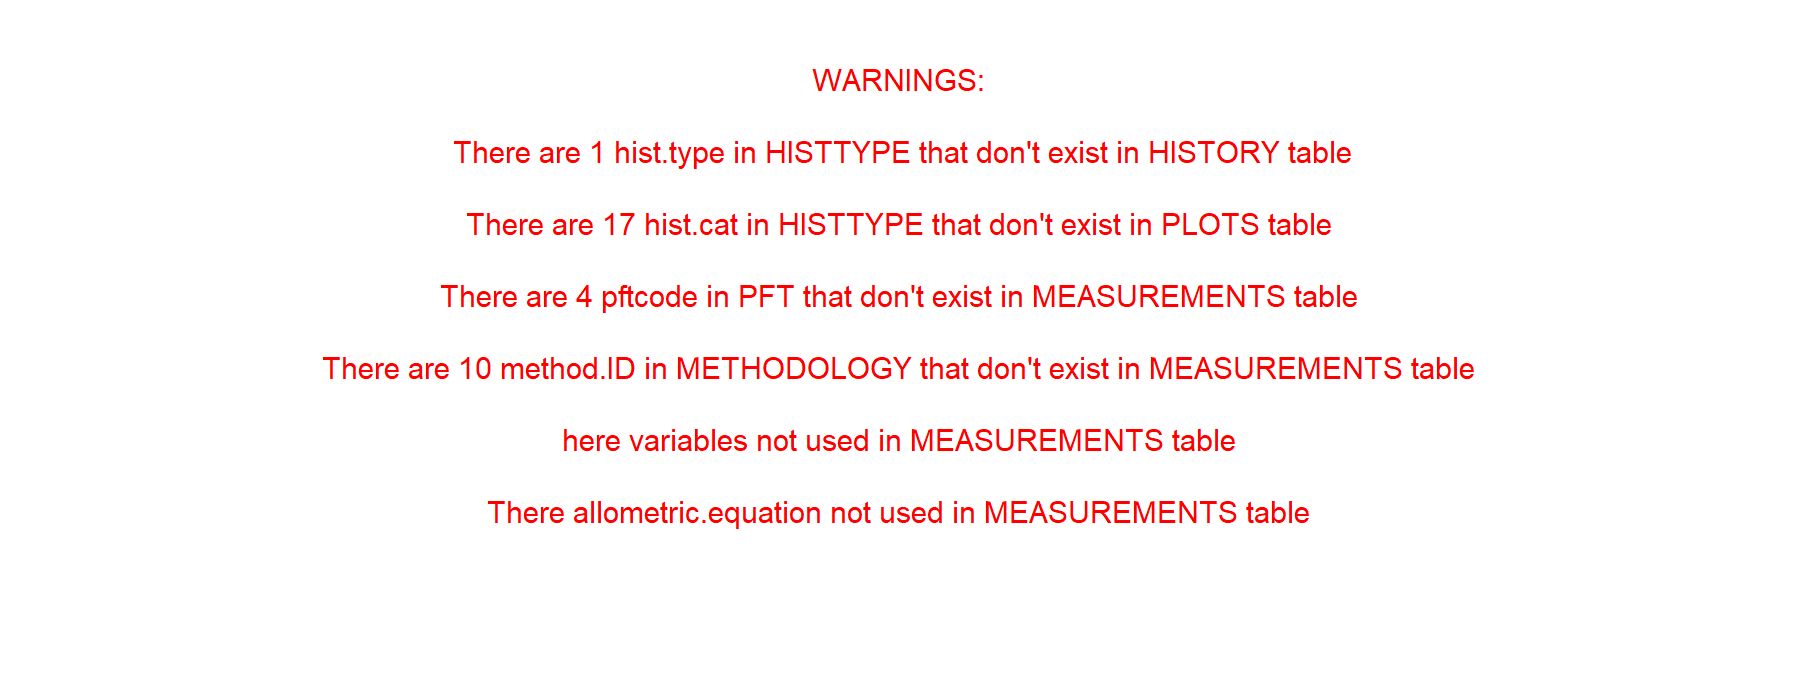 WARNINGS:
There are 1 hist.type in HISTTYPE that don't exist in HISTORY table
There are 17 hist.cat in HISTTYPE that don't exist in PLOTS table
There are 4 pftcode in PFT that don't exist in MEASUREMENTS table
There are 10 method.ID in METHODOLOGY that don't exist in MEASUREMENTS table
here variables not used in MEASUREMENTS table
There allometric.equation not used in MEASUREMENTS table